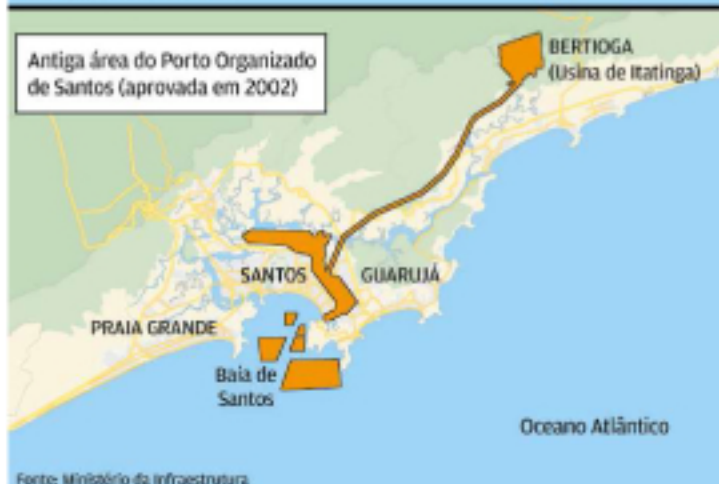 Antiga área do Porto Organizado
de Santos (aprovada em 2002)
BERTIOGA
(Usina de Itatinga)
SANTOS
GUARUJÁ
PRAIA GRANDE
Baia de
Santos
Oceano Atlântico
Fonte: Ministério da Infraestrutura